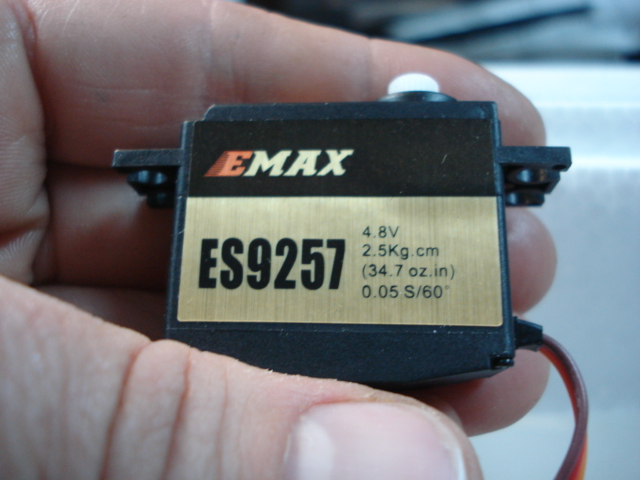 EMAX
ES9257
4.8V
2.5Kg.cm
(34.7 oz.in)
0.05 S/60°